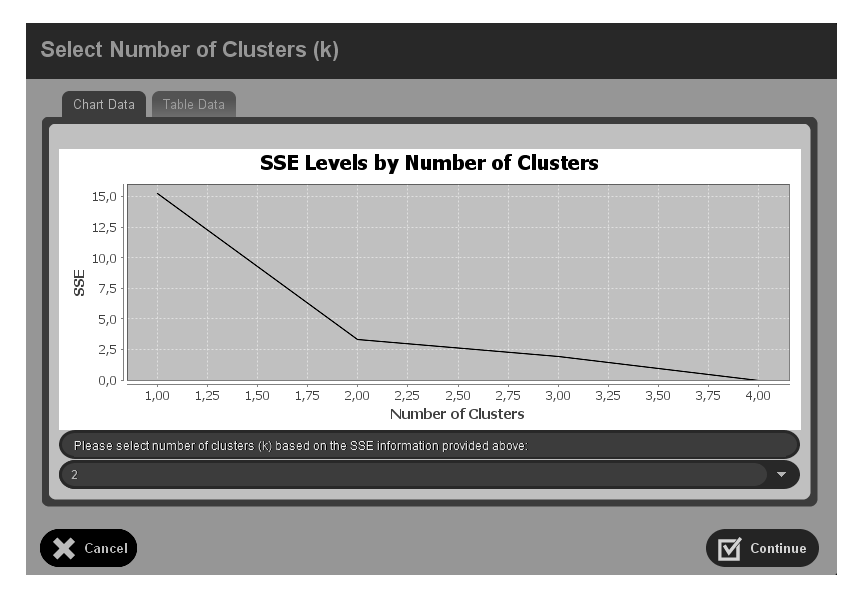 Select Number of Clusters (k)
Chart Data Table Data
SSE Levels by Number of Clusters
15,0
12,5
10,0
7,5
5,0
2,5
0,0
SSE
1,00 1,25 1,50 1,75 2,00 2,25 2,50 2,75 3,00 3,25 3,50 3,75 4,00
Number of Clusters
Please select number of clusters (k) based on the SSE information provided above:
2
Cancel Continue